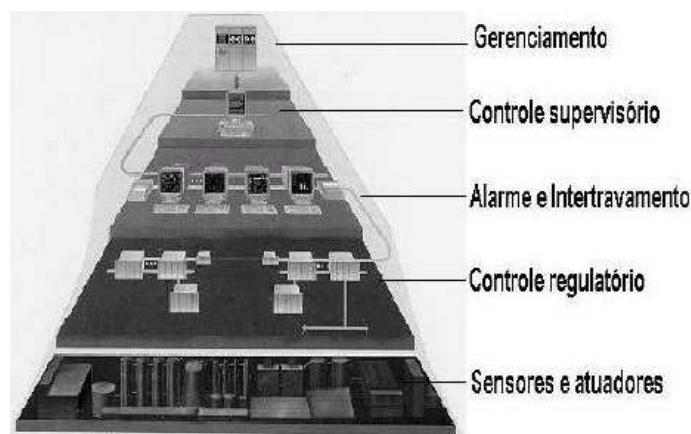 Gerenciamento
Controle supervisório
Alarme e Intertravamento
Controle regulatório
Sensores e atuadores